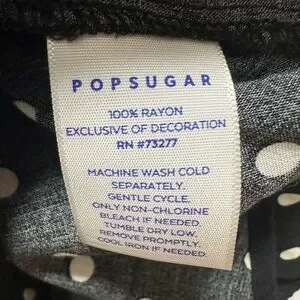 POPSUGAR
100% RAYON
EXCLUSIVE OF DECORATION
RN #73277
MACHINE WASH COLD
SEPARATELY.
GENTLE CYCLE.
ONLY NON-CHLORINE
BLEACH IF NEEDED.
TUMBLE DRY LOW.
REMOVE PROMPTLY.
COOL IRON IF NEEDED.